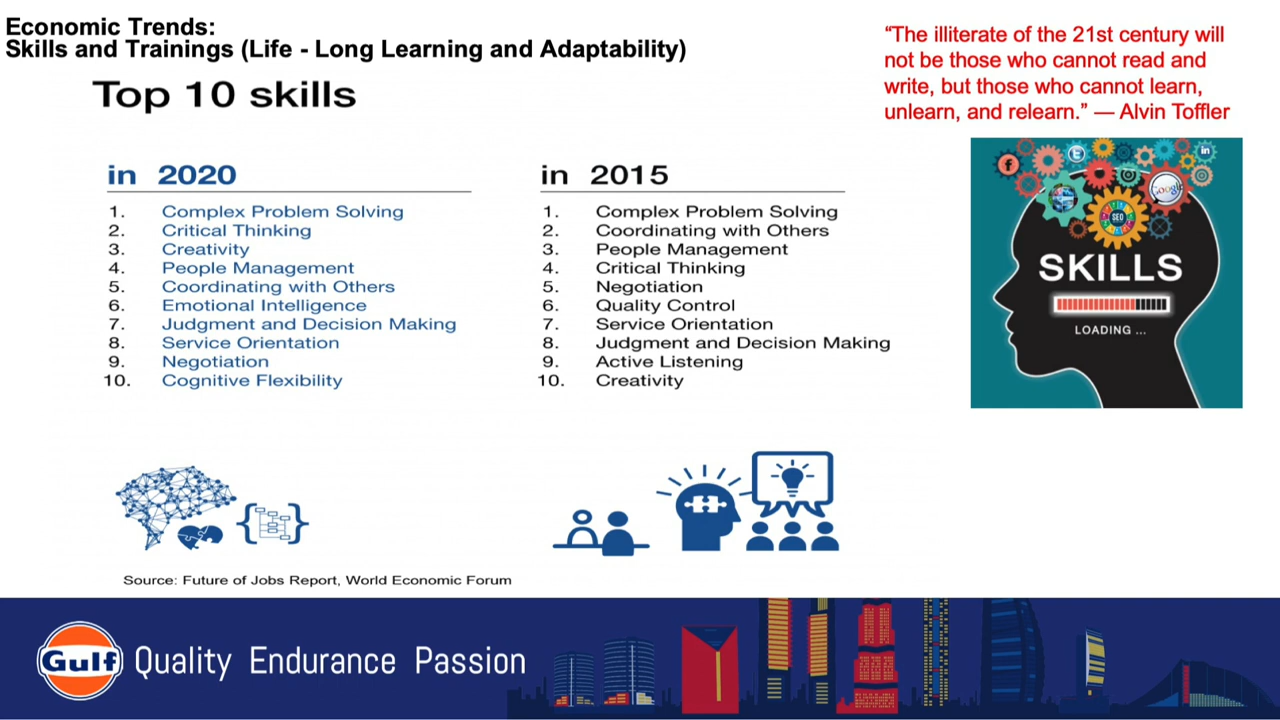 Economic Trends:
Skills and Trainings (Life - Long Learning and Adaptability)
Top 10 skills
“The illiterate of the 21st century will
not be those who cannot read and
write, but those who cannot learn,
unlearn, and relearn.” — Alvin Toffler
in 2020
1. Complex Problem Solving
2. Critical Thinking
3. Creativity
4. People Management
5. Coordinating with Others
6. Emotional Intelligence
7. Judgment and Decision Making
8. Service Orientation
9. Negotiation
10. Cognitive Flexibility
in 2015
1. Complex Problem Solving
2. Coordinating with Others
3. People Management
4. Critical Thinking
5. Negotiation
6. Quality Control
7. Service Orientation
8. Judgment and Decision Making
9. Active Listening
10. Creativity
f
in
Google
SEO
SKILLS
LOADING ...
Source: Future of Jobs Report, World Economic Forum
Gulf Quality Endurance Passion